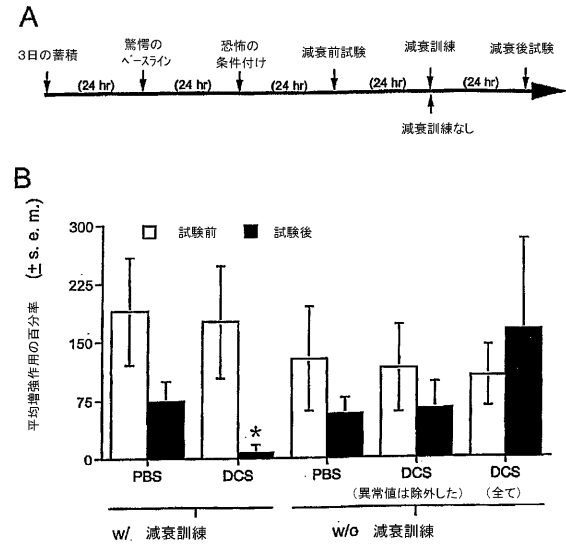 A
3日の蓄積
驚愕の
ベースライン
恐怖の
条件付け
減衰前試験
減衰訓練
減衰後試験
(24 hr) (24 hr) (24 hr) (24 hr) (24 hr)
減衰訓練なし
B
平均増強作用の百分率 (± s. e. m.)
300
225
150
75
0
試験前 試験後
*
PBS DCS PBS DCS DCS
(異常値は除外した) (全て)
w/ 減衰訓練 w/o 減衰訓練